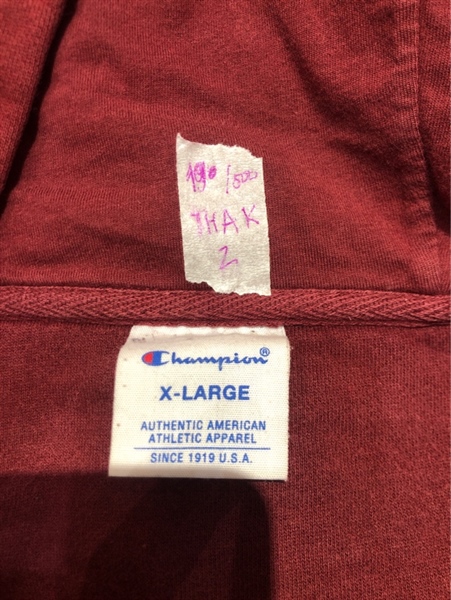 THAK
2
Champion®
X-LARGE
AUTHENTIC AMERICAN
ATHLETIC APPAREL
SINCE 1919 U.S.A.